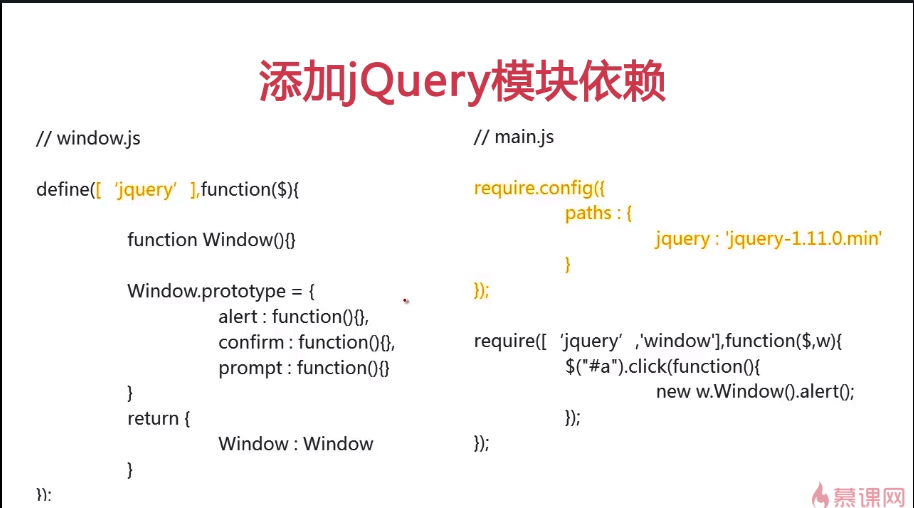 添加jQuery模块依赖
// window.js
define([‘jquery’],function($){
function Window(){}
Window.prototype = {
alert : function(){},
confirm : function(){},
prompt : function(){}
}
return {
Window : Window
}
});
// main.js
require.config({
paths : {
jquery : 'jquery-1.11.0.min'
}
});
require([‘jquery’,'window'],function($,w){
$("#a").click(function(){
new w.Window().alert();
});
});
慕课网